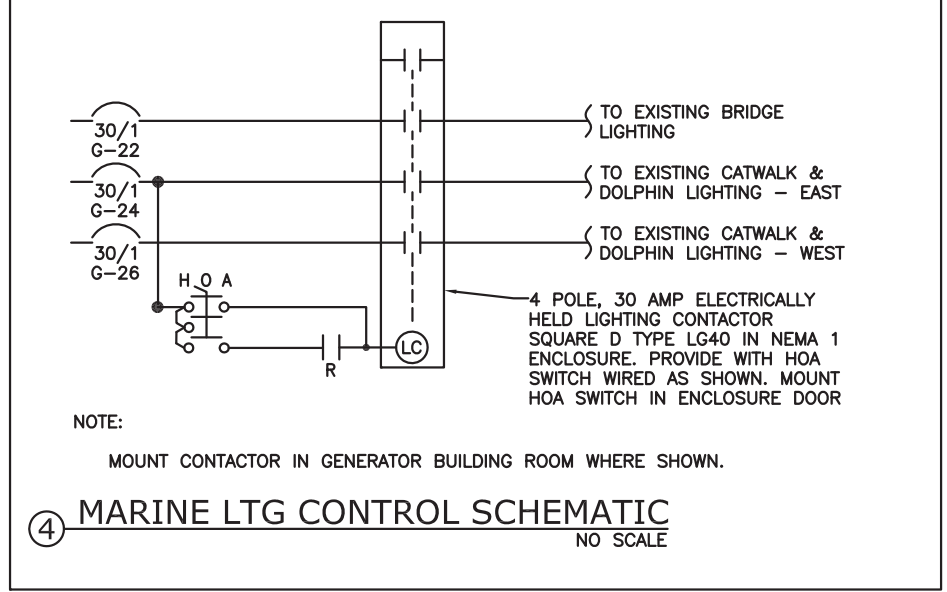 TO EXISTING BRIDGE
LIGHTING
30/1
G-22
TO EXISTING CATWALK &
DOLPHIN LIGHTING - EAST
30/1
G-24
TO EXISTING CATWALK &
DOLPHIN LIGHTING - WEST
30/1
G-26
H O A
4 POLE, 30 AMP ELECTRICALLY
HELD LIGHTING CONTACTOR
SQUARE D TYPE LG40 IN NEMA 1
ENCLOSURE. PROVIDE WITH HOA
SWITCH WIRED AS SHOWN. MOUNT
HOA SWITCH IN ENCLOSURE DOOR
LC
R
NOTE:
MOUNT CONTACTOR IN GENERATOR BUILDING ROOM WHERE SHOWN.
4 MARINE LTG CONTROL SCHEMATIC
NO SCALE